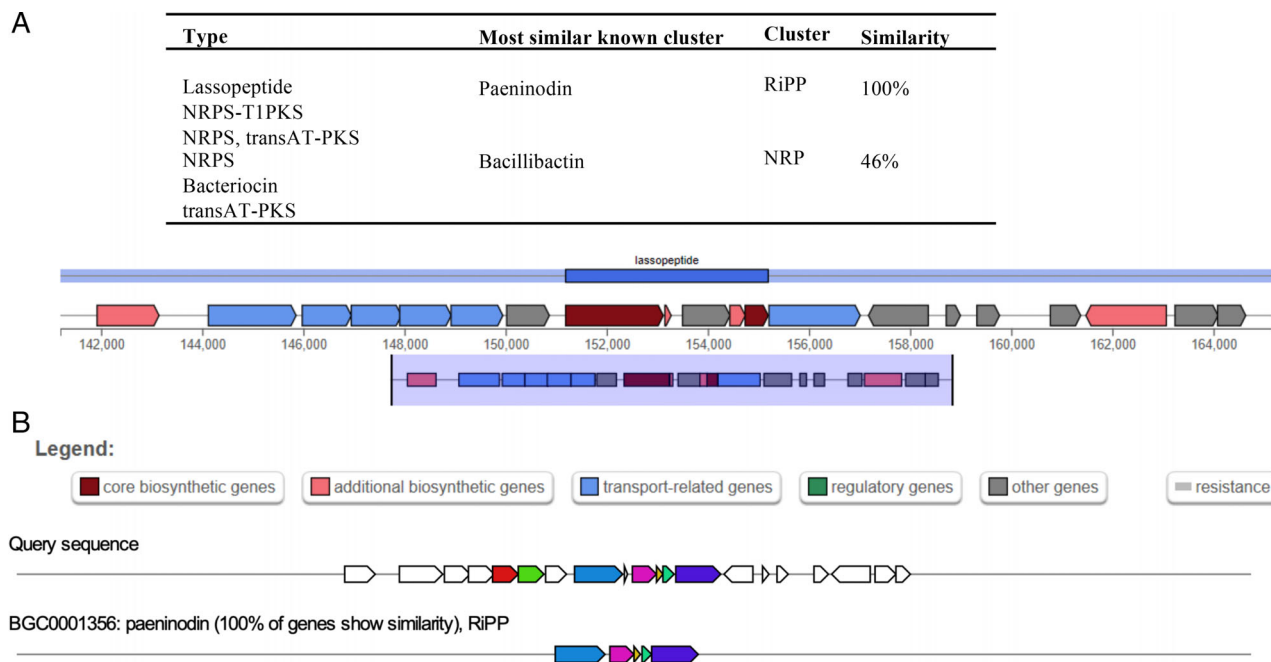 A
Type Most similar known cluster Cluster Similarity
Lassopeptide Paeninodin RiPP 100%
NRPS-T1PKS
NRPS, transAT-PKS
NRPS Bacillibactin NRP 46%
Bacteriocin
transAT-PKS
lassopeptide
142,000 144,000 146,000 148,000 150,000 152,000 154,000 156,000 158,000 160,000 162,000 164,000
B
Legend:
core biosynthetic genes additional biosynthetic genes transport-related genes regulatory genes other genes resistance
Query sequence
BGC0001356: paeninodin (100% of genes show similarity), RiPP